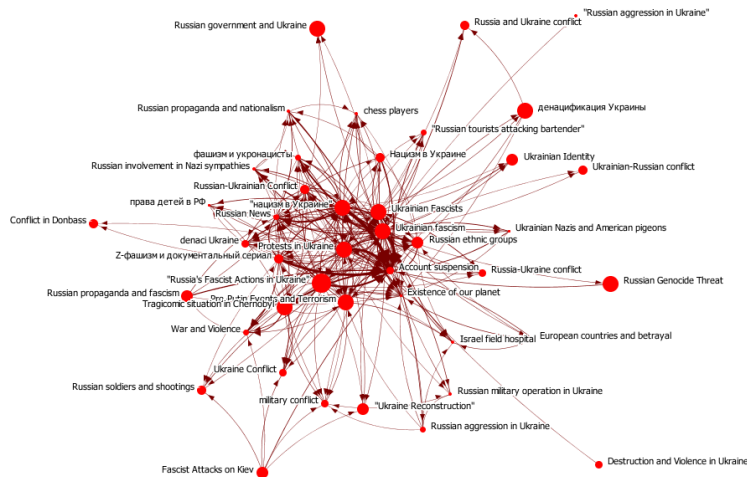 "Russian aggression in Ukraine"
Russian government and Ukraine
Russia and Ukraine conflict
Russian propaganda and nationalism
chess players
денацификация Украины
"Russian tourists attacking bartender"
фашизм и укронацисты
Нацизм в Украине
Ukrainian Identity
Russian involvement in Nazi sympathies
Ukrainian-Russian conflict
Russian-Ukrainian Conflict
права детей в РФ
"нацизм в Украине"
Ukrainian Fascists
Russian News
Conflict in Donbass
Ukrainian fascism
Ukrainian Nazis and American pigeons
denaci Ukraine
Protests in Ukraine
Russian ethnic groups
Z-фашизм и документальный сериал
Account suspension
Russia-Ukraine conflict
"Russia's Fascist Actions in Ukraine"
Russian Genocide Threat
Russian propaganda and fascism
Existence of our planet
Pro-Putin Events and Terrorism
Tragicomic situation in Chernobyl
War and Violence
Israel field hospital
European countries and betrayal
Ukraine Conflict
Russian soldiers and shootings
Russian military operation in Ukraine
military conflict
"Ukraine Reconstruction"
Russian aggression in Ukraine
Fascist Attacks on Kiev
Destruction and Violence in Ukraine